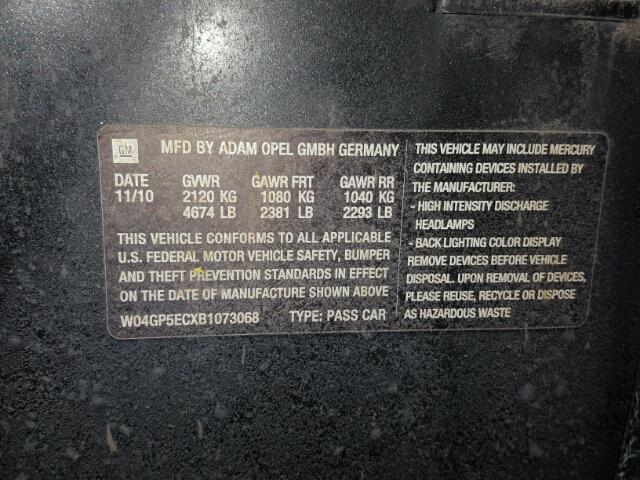 GM
MFD BY ADAM OPEL GMBH GERMANY
DATE GVWR GAWR FRT GAWR RR
11/10 2120 KG 1080 KG 1040 KG
4674 LB 2381 LB 2293 LB
THIS VEHICLE CONFORMS TO ALL APPLICABLE
U.S. FEDERAL MOTOR VEHICLE SAFETY, BUMPER
AND THEFT PREVENTION STANDARDS IN EFFECT
ON THE DATE OF MANUFACTURE SHOWN ABOVE
W04GP5ECXB1073068 TYPE: PASS CAR
THIS VEHICLE MAY INCLUDE MERCURY
CONTAINING DEVICES INSTALLED BY
THE MANUFACTURER:
- HIGH INTENSITY DISCHARGE
HEADLAMPS
- BACK LIGHTING COLOR DISPLAY
REMOVE DEVICES BEFORE VEHICLE
DISPOSAL. UPON REMOVAL OF DEVICES,
PLEASE REUSE, RECYCLE OR DISPOSE
AS HAZARDOUS WASTE